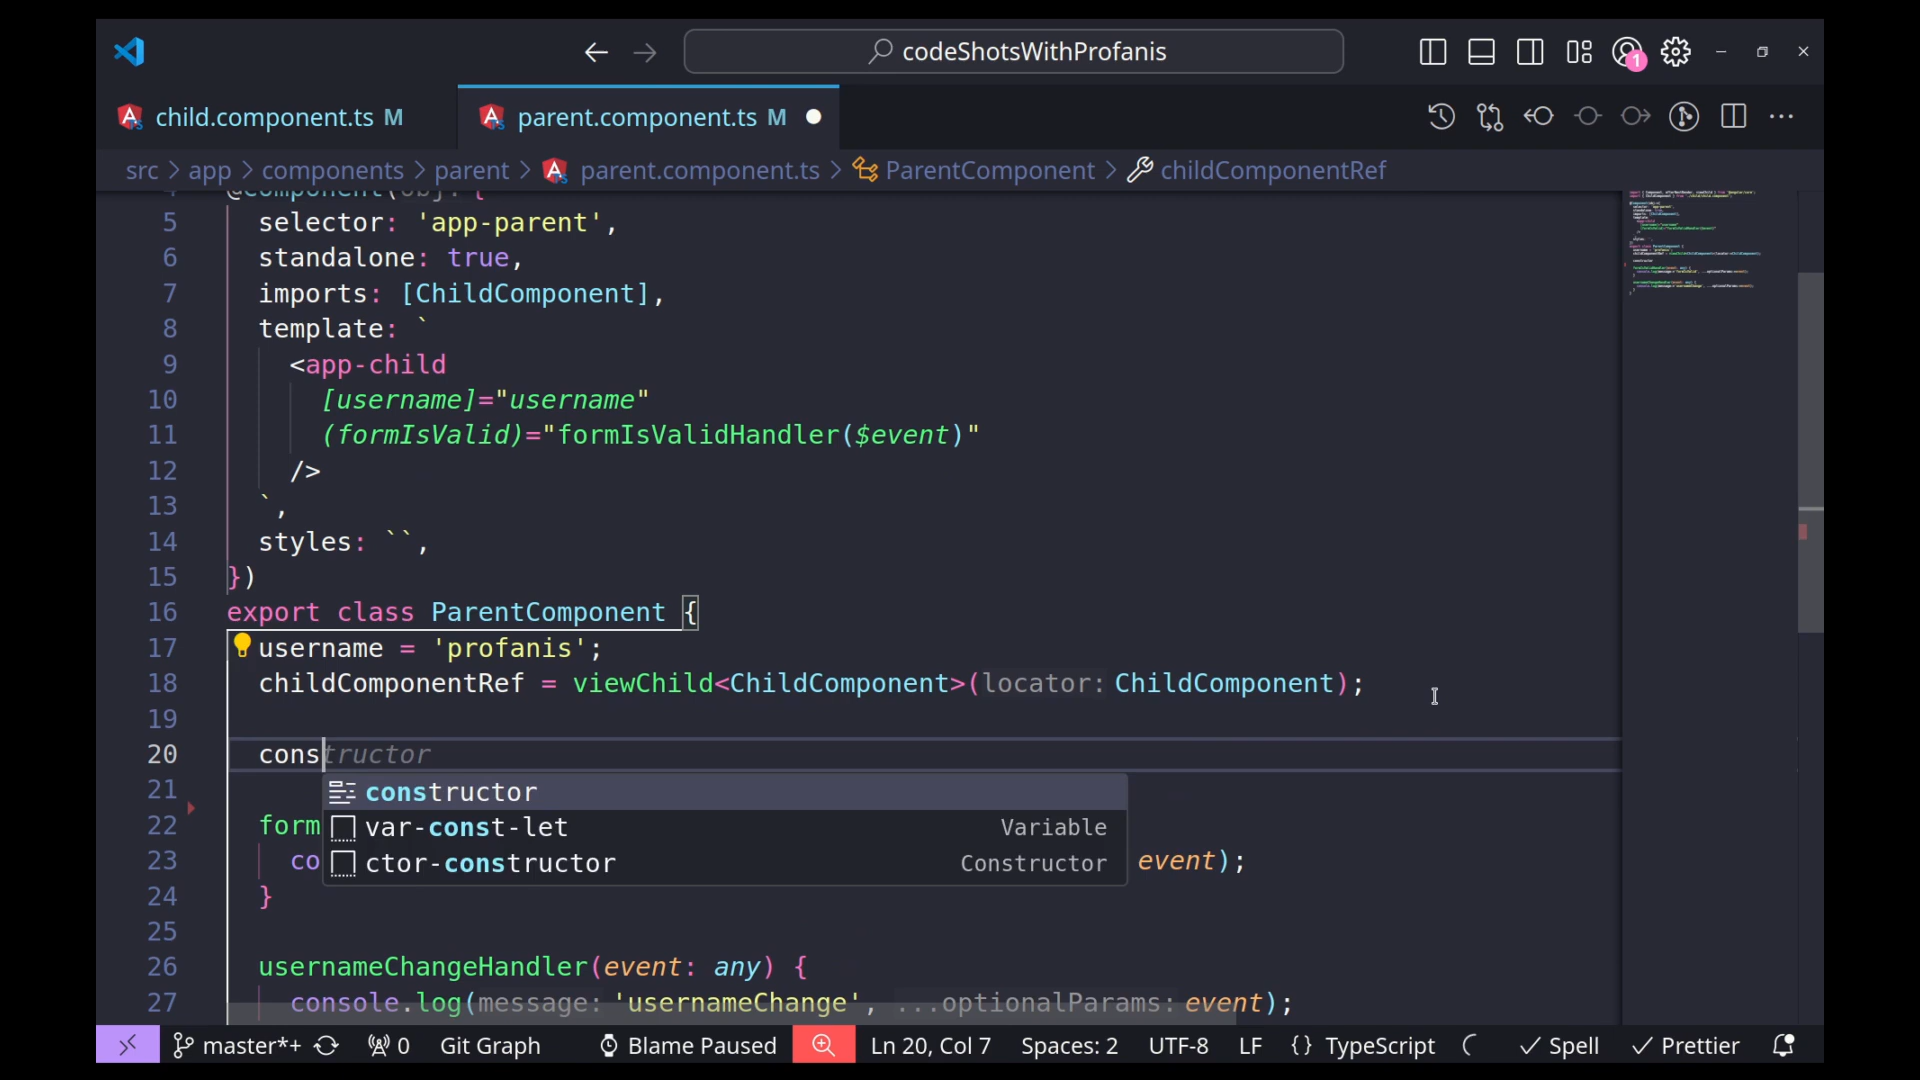 codeShotsWithProfanis
1
child.component.ts M
parent.component.ts M
src > app > components > parent > parent.component.ts > ParentComponent > childComponentRef
@Component(obj: {
5 selector: 'app-parent',
6 standalone: true,
7 imports: [ChildComponent],
8 template: `
9 <app-child
10 [username]="username"
11 (formIsValid)="formIsValidHandler($event)"
12 />
13 `,
14 styles: ``,
15 })
16 export class ParentComponent {
17 username = 'profanis';
18 childComponentRef = viewChild<ChildComponent>(locator: ChildComponent);
19
20 constructor
21 constructor
var-const-let Variable
22 form
23 co event);
ctor-constructor Constructor
24 }
25
26 usernameChangeHandler(event: any) {
27 console.log(message: 'usernameChange', ...optionalParams: event);
master*+ 0 Git Graph Blame Paused Ln 20, Col 7 Spaces: 2 UTF-8 LF {} TypeScript Spell Prettier